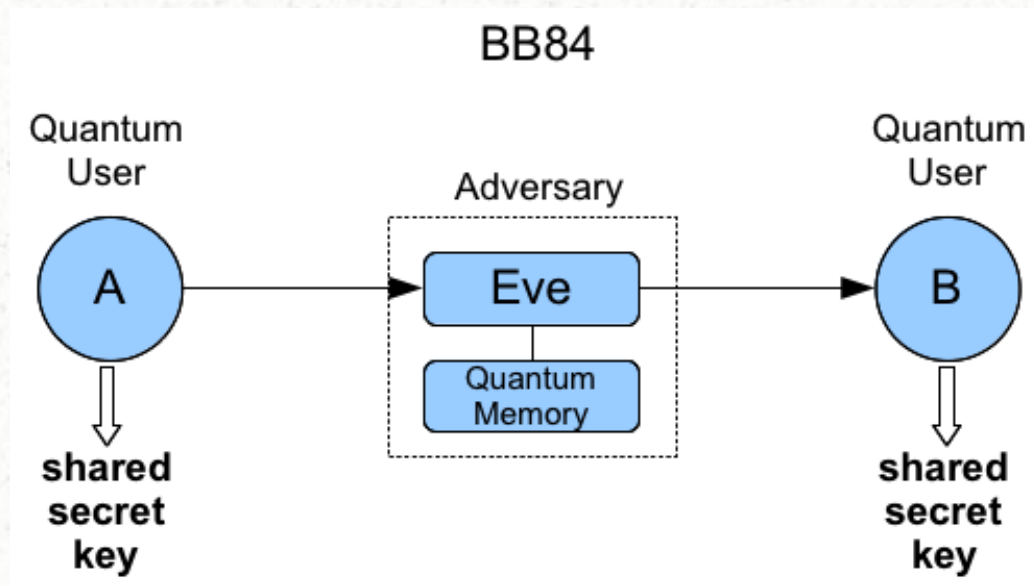 BB84
Quantum
User
A
shared
secret
key
Adversary
Eve
Quantum
Memory
Quantum
User
B
shared
secret
key